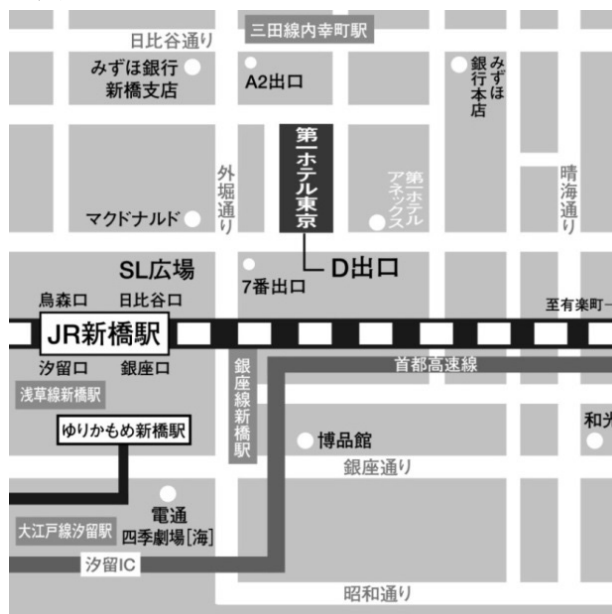 日比谷通り
三田線内幸町駅
みずほ銀行
新橋支店
A2出口
みずほ
銀行本店
第一ホテル東京
第一ホテル
アネックス
外堀通り
晴海通り
マクドナルド
SL広場
7番出口
D出口
烏森口
日比谷口
至有楽町→
JR新橋駅
汐留口
銀座口
首都高速線
銀座線新橋駅
浅草線新橋駅
ゆりかもめ新橋駅
博品館
和光
銀座通り
電通
四季劇場[海]
大江戸線汐留駅
汐留IC
昭和通り